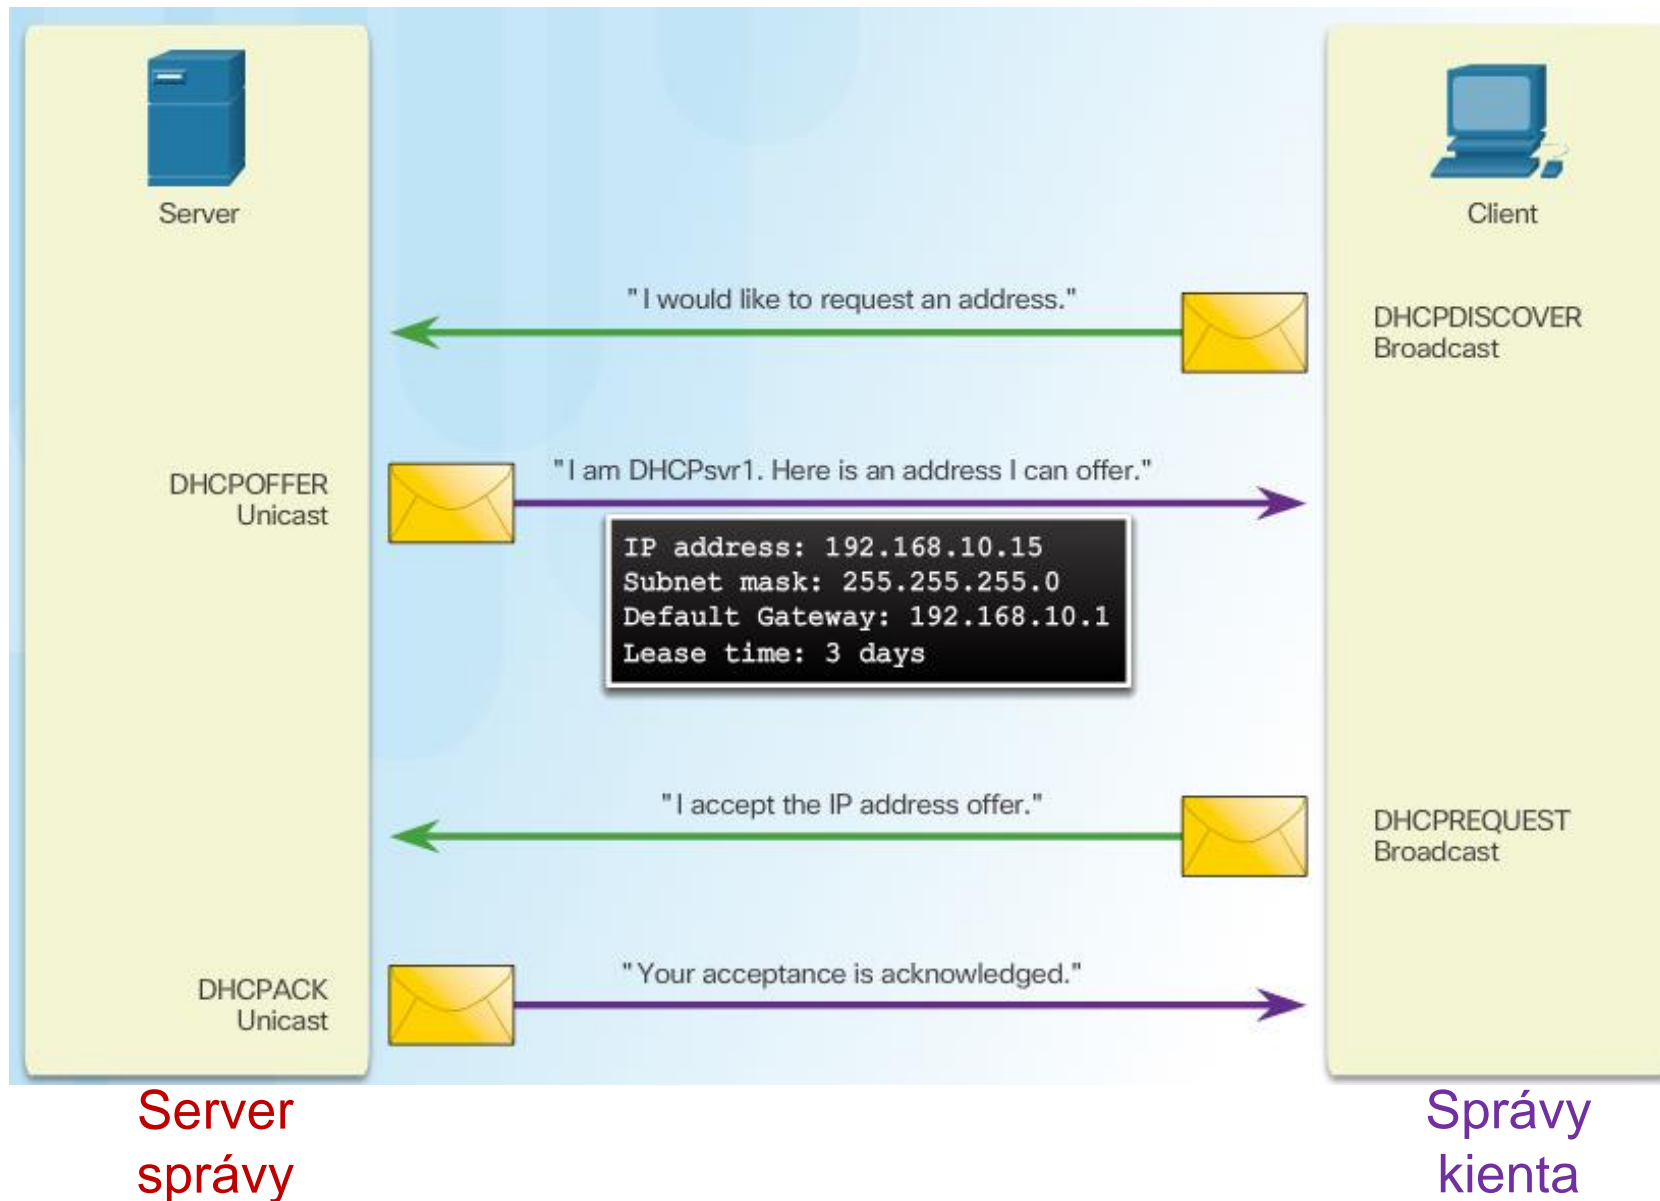 Server
Client
"I would like to request an address."
DHCPDISCOVER
Broadcast
DHCPOFFER
Unicast
"I am DHCPsvr1. Here is an address I can offer."
IP address: 192.168.10.15
Subnet mask: 255.255.255.0
Default Gateway: 192.168.10.1
Lease time: 3 days
"I accept the IP address offer."
DHCPREQUEST
Broadcast
DHCPACK
Unicast
"Your acceptance is acknowledged."
Server
správy
Správy
kienta